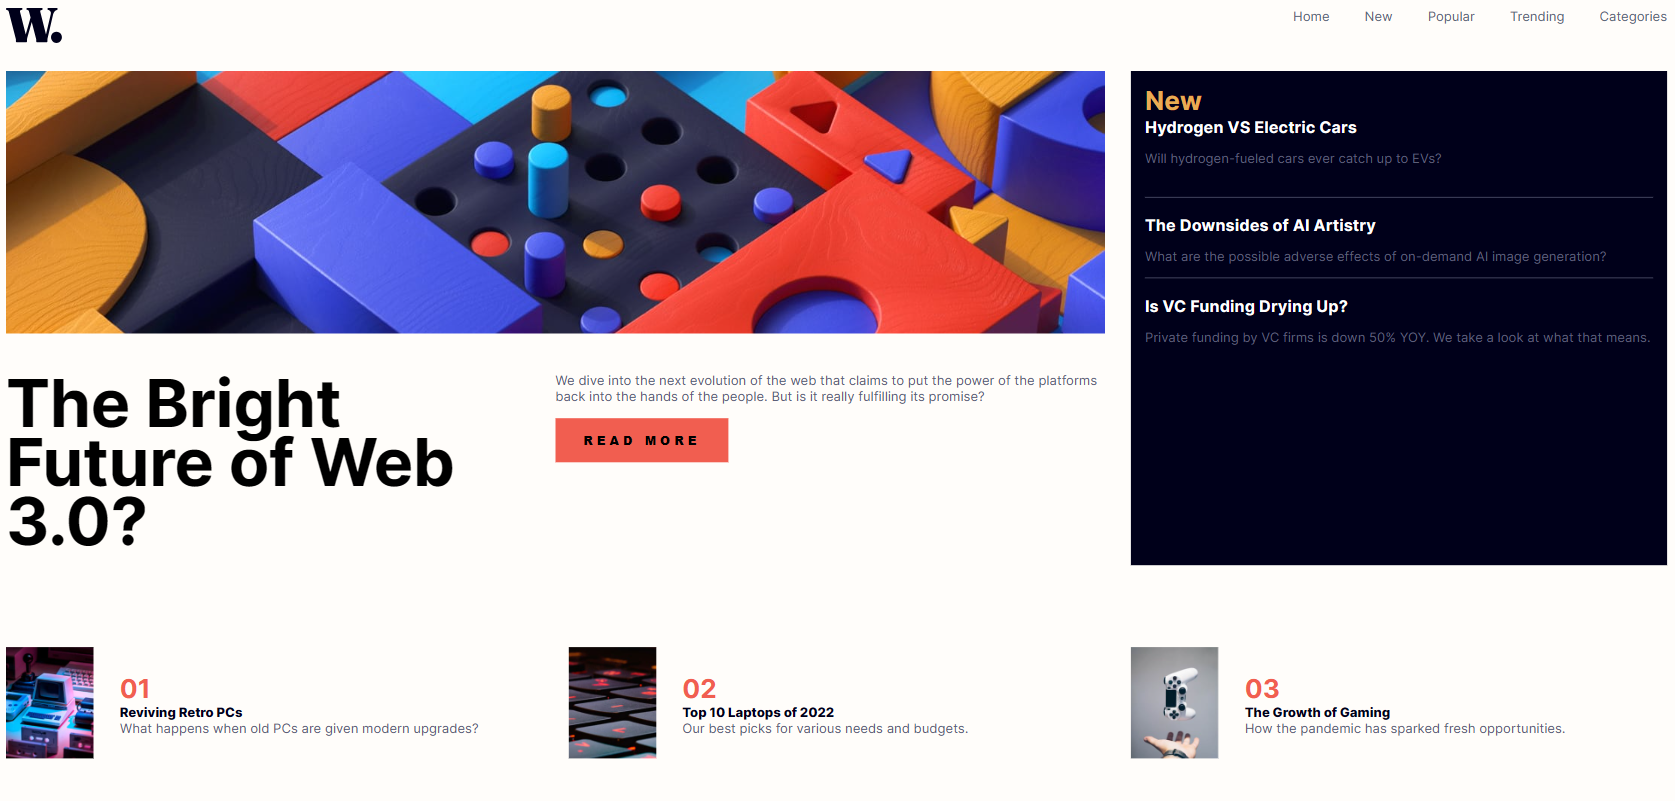 W.
Home New Popular Trending Categories
New
Hydrogen VS Electric Cars
Will hydrogen-fueled cars ever catch up to EVs?
The Downsides of AI Artistry
What are the possible adverse effects of on-demand AI image generation?
Is VC Funding Drying Up?
Private funding by VC firms is down 50% YOY. We take a look at what that means.
The Bright
Future of Web
3.0?
We dive into the next evolution of the web that claims to put the power of the platforms
back into the hands of the people. But is it really fulfilling its promise?
READ MORE
01
Reviving Retro PCs
What happens when old PCs are given modern upgrades?
02
Top 10 Laptops of 2022
Our best picks for various needs and budgets.
03
The Growth of Gaming
How the pandemic has sparked fresh opportunities.